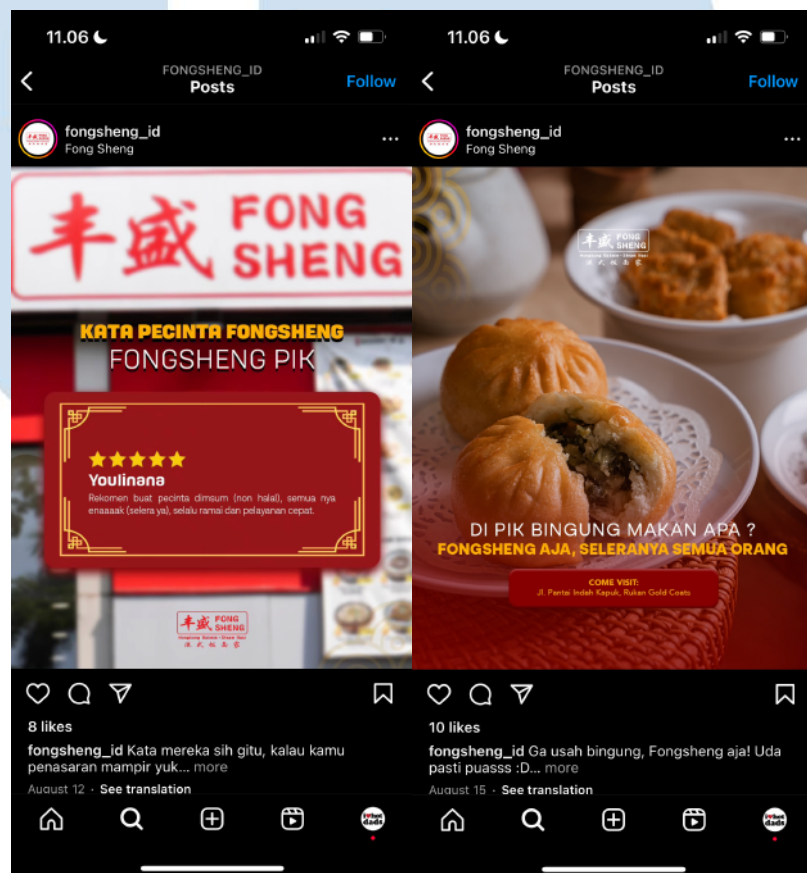 11.06
FONGSHENG_ID
Posts
Follow
fongsheng_id
Fong Sheng
丰盛 FONG
SHENG
KATA PECINTA FONGSHENG
FONGSHENG PIK
Youlinana
Rekomen buat pecinta dimsum (non halal), semua nya
enaaaak (selera ya), selalu ramai dan pelayanan cepat.
丰盛 FONG
SHENG
8 likes
fongsheng_id Kata mereka sih gitu, kalau kamu
penasaran mampir yuk... more
August 12 · See translation
11.06
FONGSHENG_ID
Posts
Follow
fongsheng_id
Fong Sheng
丰盛 FONG
SHENG
DI PIK BINGUNG MAKAN APA ?
FONGSHENG AJA, SELERANYA SEMUA ORANG
COME VISIT:
Jl. Pantai Indah Kapuk, Rukan Gold Coats
10 likes
fongsheng_id Ga usah bingung, Fongsheng aja! Uda
pasti puasss :D... more
August 15 · See translation